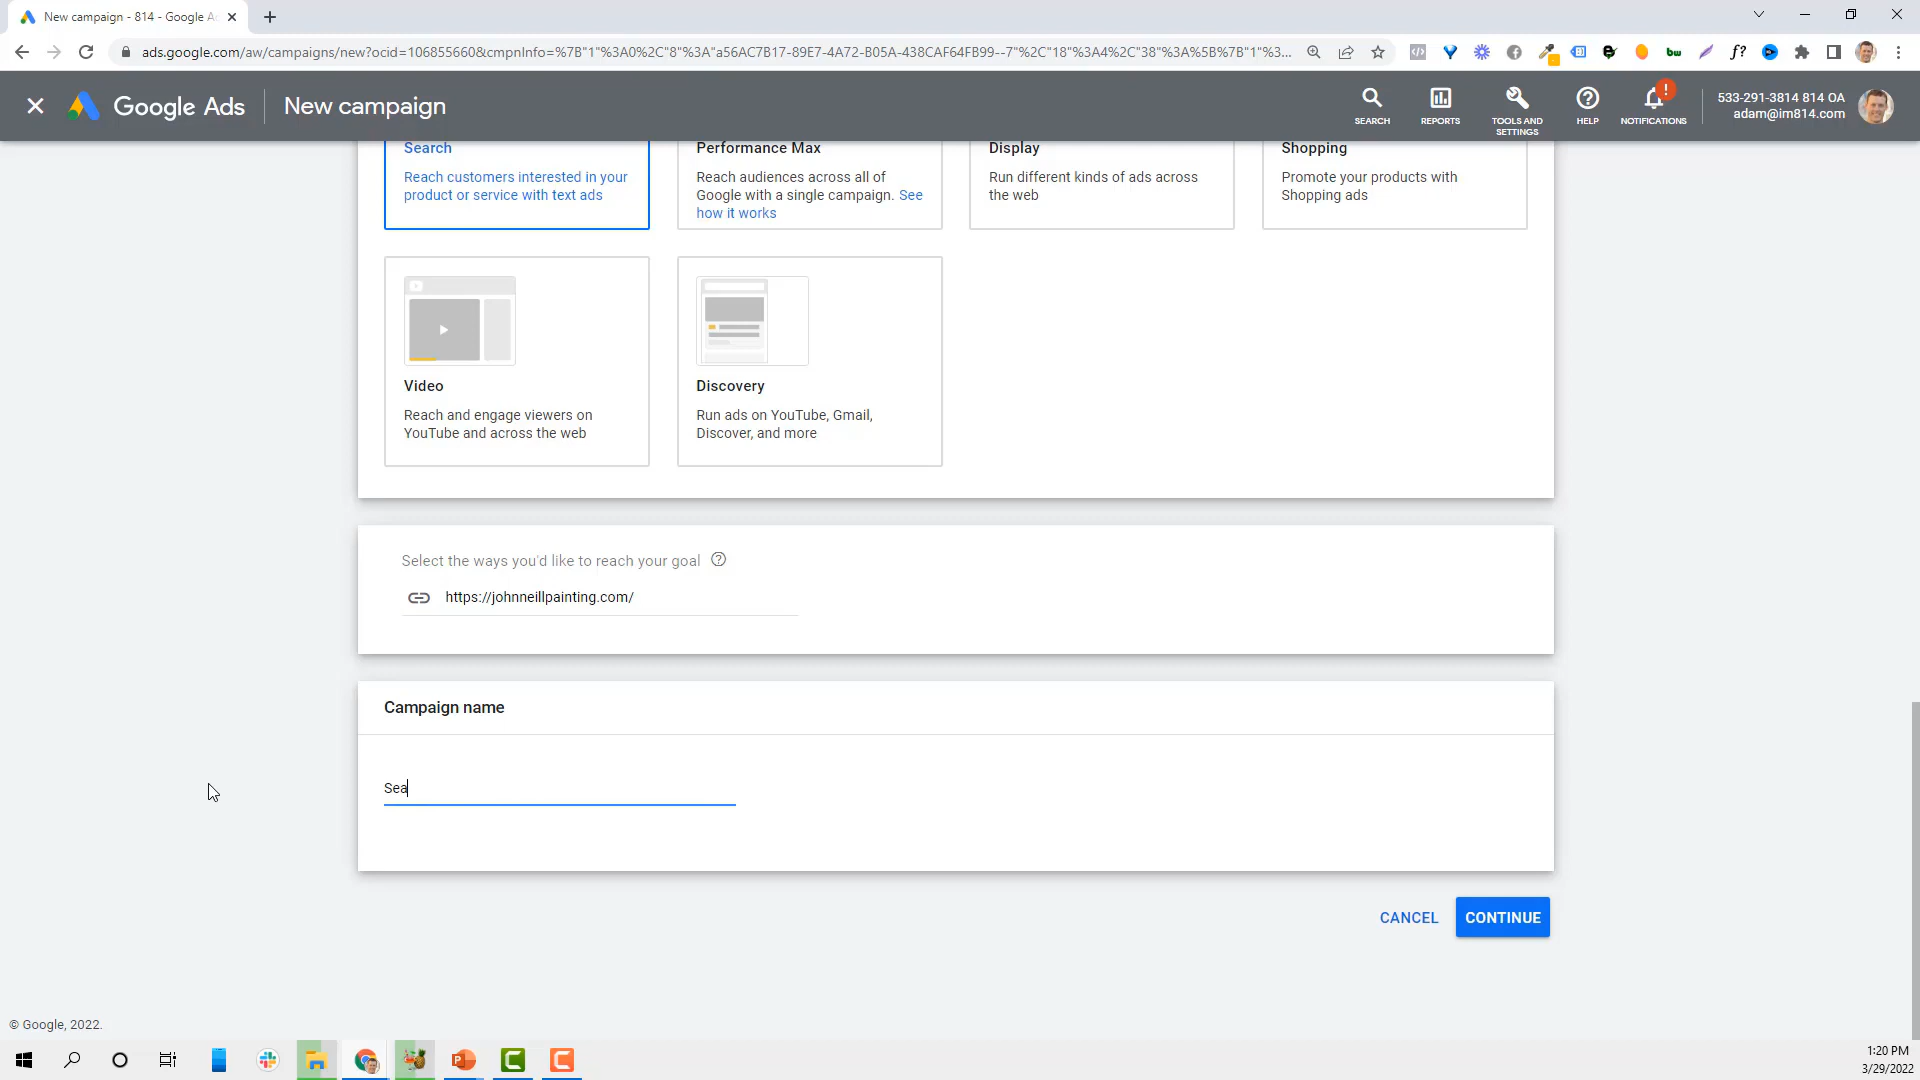 New campaign - 814 - Google A
ads.google.com/aw/campaigns/new?ocid=106855660&cmpnInfo=%7B"1"%3A0%2C"8"%3A"a56AC7B17-89E7-4A72-B05A-438CAF64FB99--7"%2C"18"%3A4%2C"38"%3A%5B%7B"1"%3...
bw
f?
Google Ads
New campaign
SEARCH
REPORTS
TOOLS AND
SETTINGS
HELP
!
NOTIFICATIONS
533-291-3814 814 OA
adam@im814.com
Search
Reach customers interested in your
product or service with text ads
Performance Max
Reach audiences across all of
Google with a single campaign. See
how it works
Display
Run different kinds of ads across
the web
Shopping
Promote your products with
Shopping ads
Video
Reach and engage viewers on
YouTube and across the web
Discovery
Run ads on YouTube, Gmail,
Discover, and more
Select the ways you'd like to reach your goal
https://johnneillpainting.com/
Campaign name
Sea
CANCEL
CONTINUE
© Google, 2022.
1:20 PM
3/29/2022